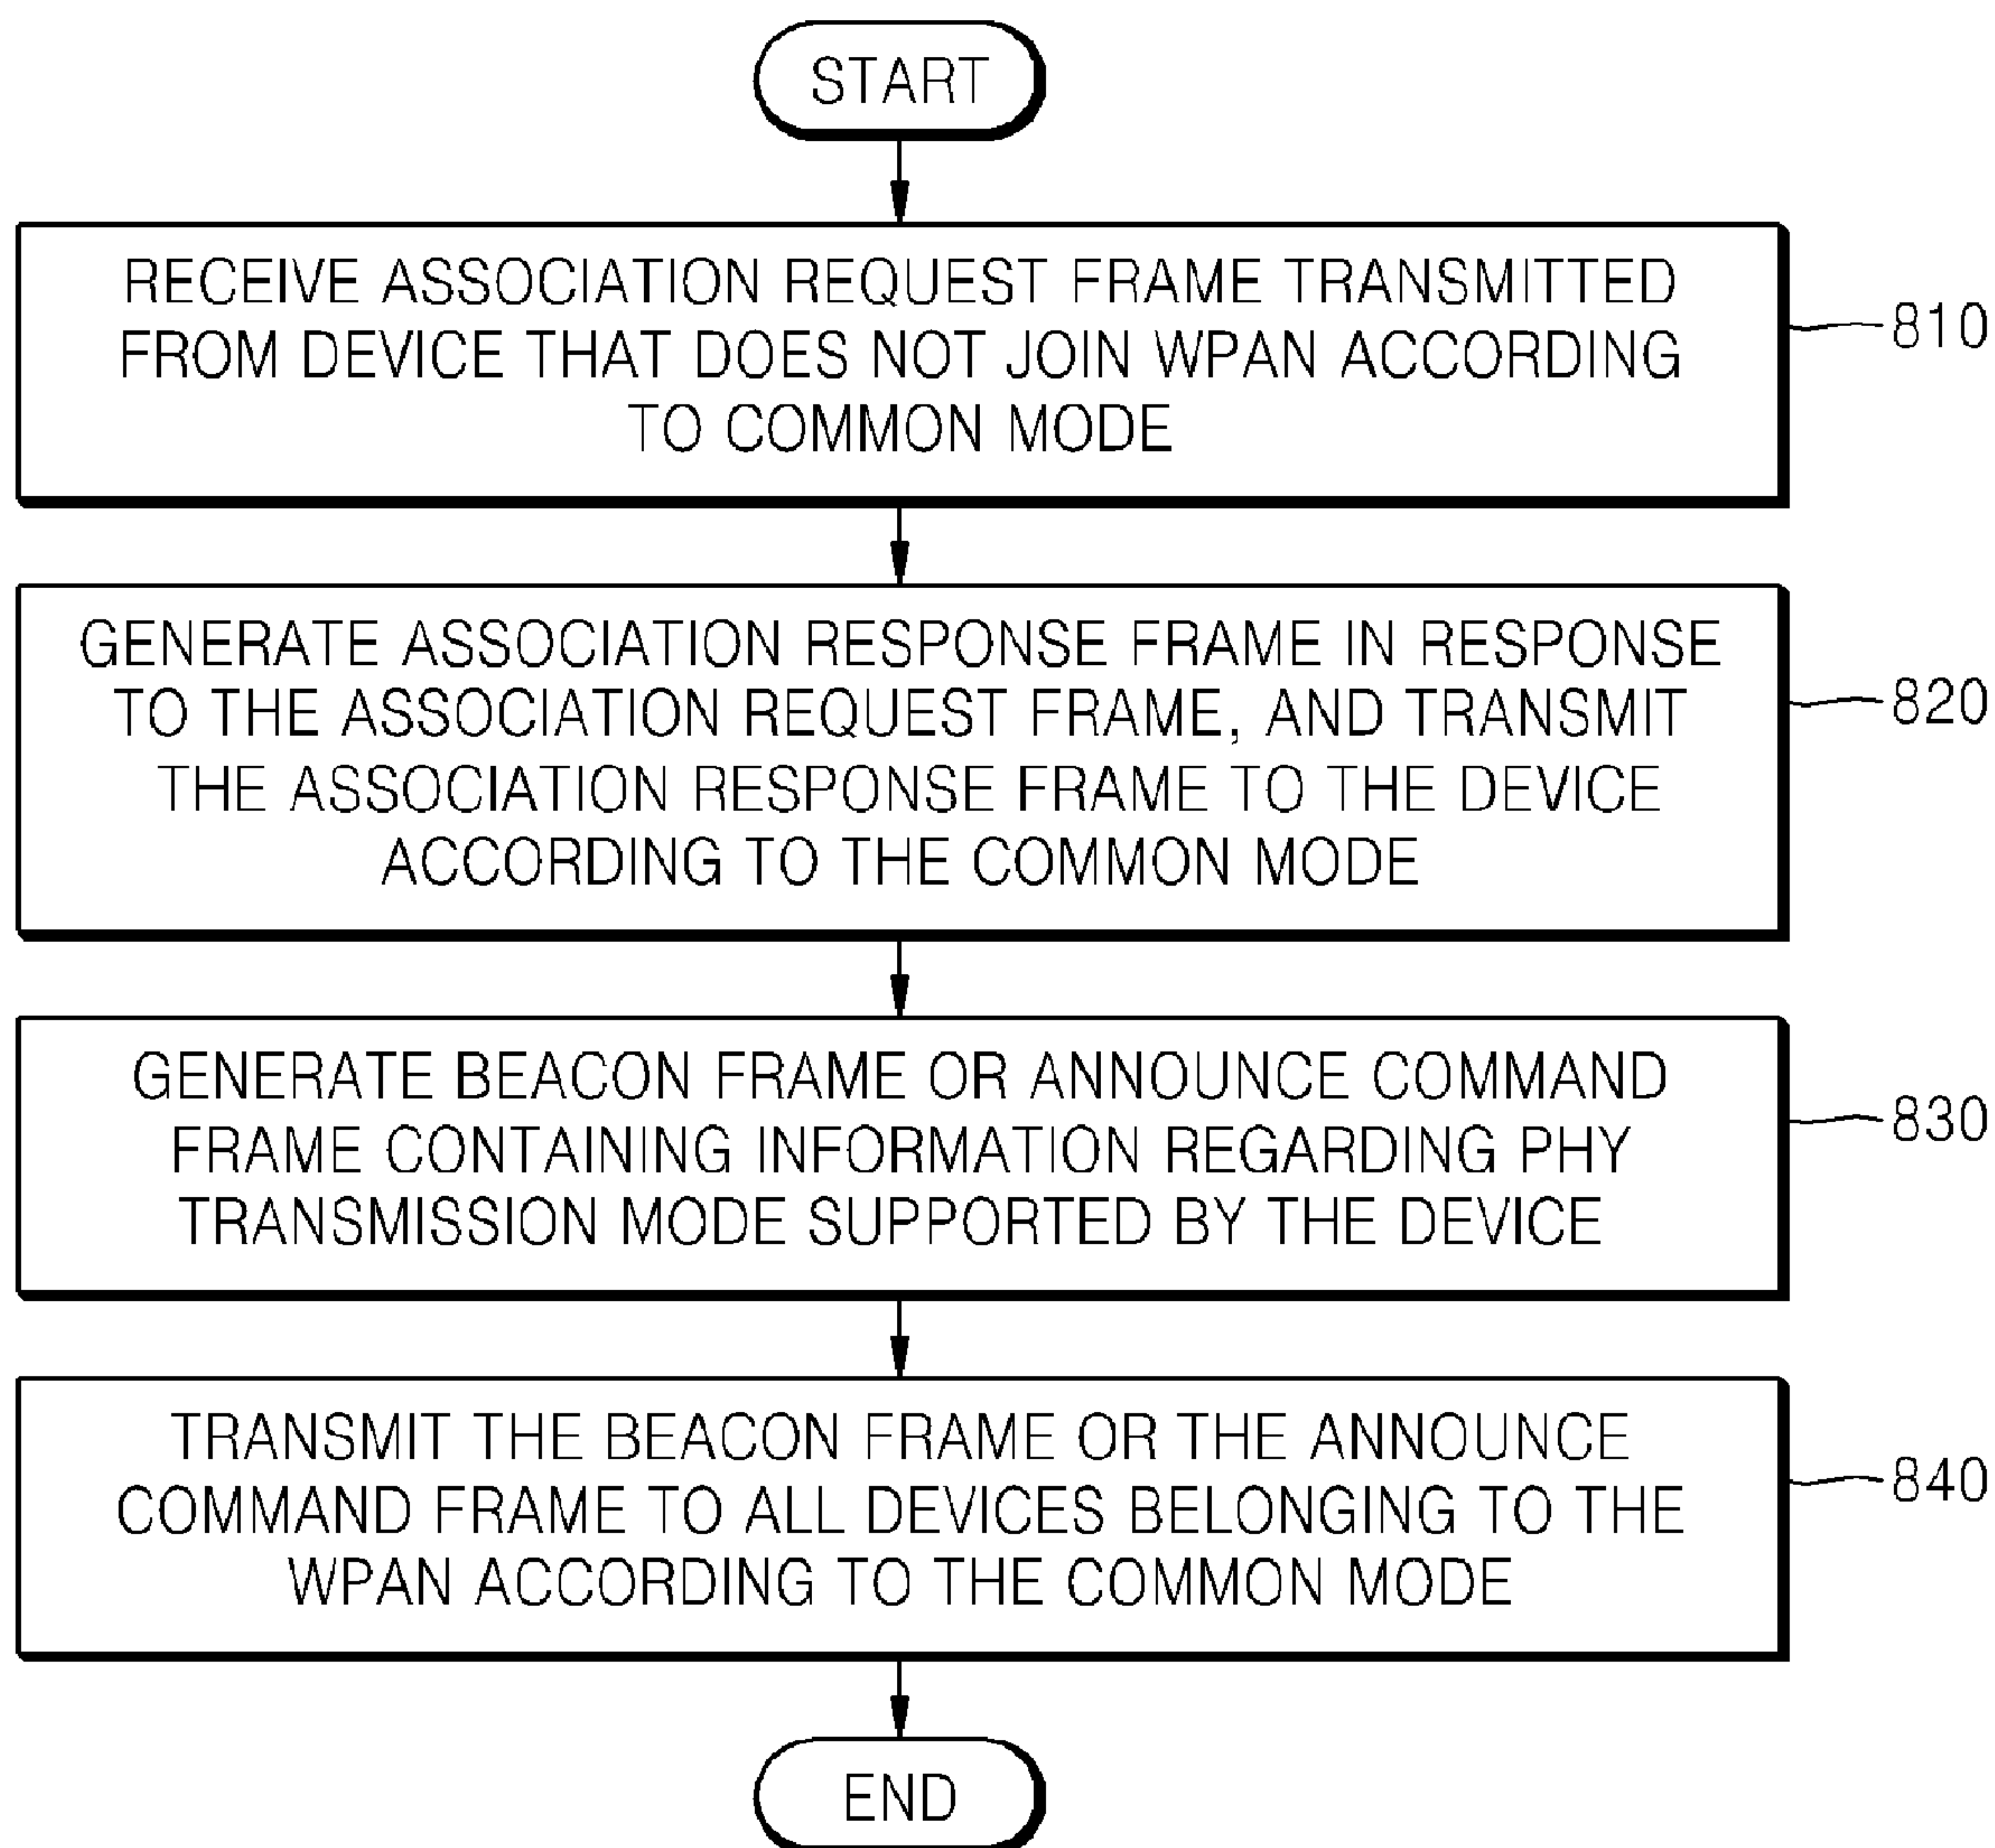 START
RECEIVE ASSOCIATION REQUEST FRAME TRANSMITTED
FROM DEVICE THAT DOES NOT JOIN WPAN ACCORDING
TO COMMON MODE
810
GENERATE ASSOCIATION RESPONSE FRAME IN RESPONSE
TO THE ASSOCIATION REQUEST FRAME, AND TRANSMIT
THE ASSOCIATION RESPONSE FRAME TO THE DEVICE
ACCORDING TO THE COMMON MODE
820
GENERATE BEACON FRAME OR ANNOUNCE COMMAND
FRAME CONTAINING INFORMATION REGARDING PHY
TRANSMISSION MODE SUPPORTED BY THE DEVICE
830
TRANSMIT THE BEACON FRAME OR THE ANNOUNCE
COMMAND FRAME TO ALL DEVICES BELONGING TO THE
WPAN ACCORDING TO THE COMMON MODE
840
END